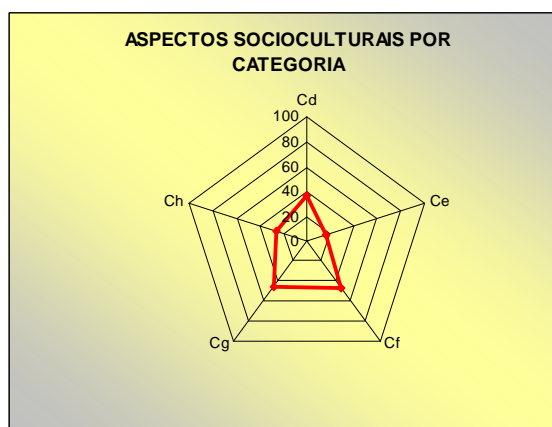 ASPECTOS SOCIOCULTURAIS POR
CATEGORIA
Cd
100
80
60
40
20
0
Ch
Ce
Cg
Cf